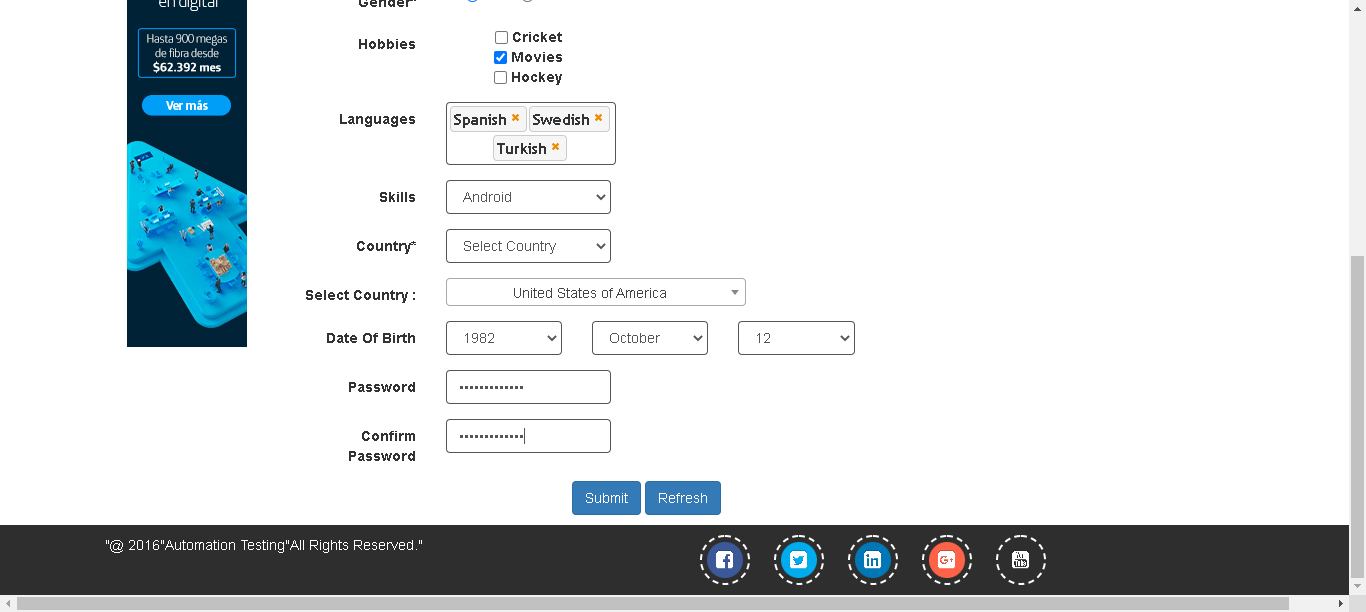 en digital
Hasta 900 megas
de fibra desde
$62.392 mes
Ver más
Gender*
Hobbies
Cricket
Movies
Hockey
Languages
Spanish
Swedish
Turkish
Skills
Android
Country*
Select Country
Select Country :
United States of America
Date Of Birth
1982
October
12
Password
Confirm
Password
Submit
Refresh
"@ 2016"Automation Testing"All Rights Reserved."